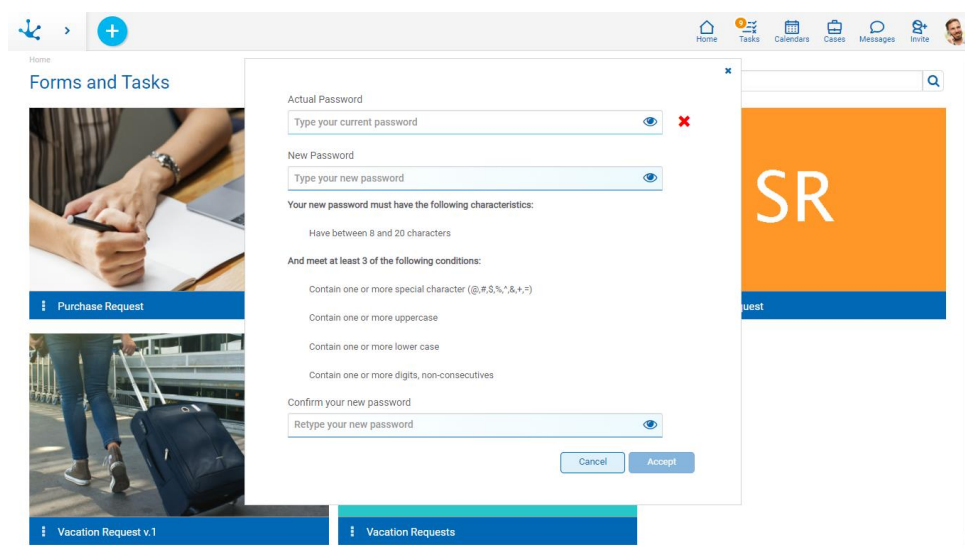 9
Home
Tasks
Calendars
Cases
Messages
Invite
Home
Forms and Tasks
Actual Password
Type your current password
New Password
Type your new password
Your new password must have the following characteristics:
Have between 8 and 20 characters
And meet at least 3 of the following conditions:
Contain one or more special character (@,#,$,%,^,&,+,=)
Contain one or more uppercase
Contain one or more lower case
Contain one or more digits, non-consecutives
Confirm your new password
Retype your new password
Cancel
Accept
SR
Purchase Request
uest
Vacation Request v.1
Vacation Requests